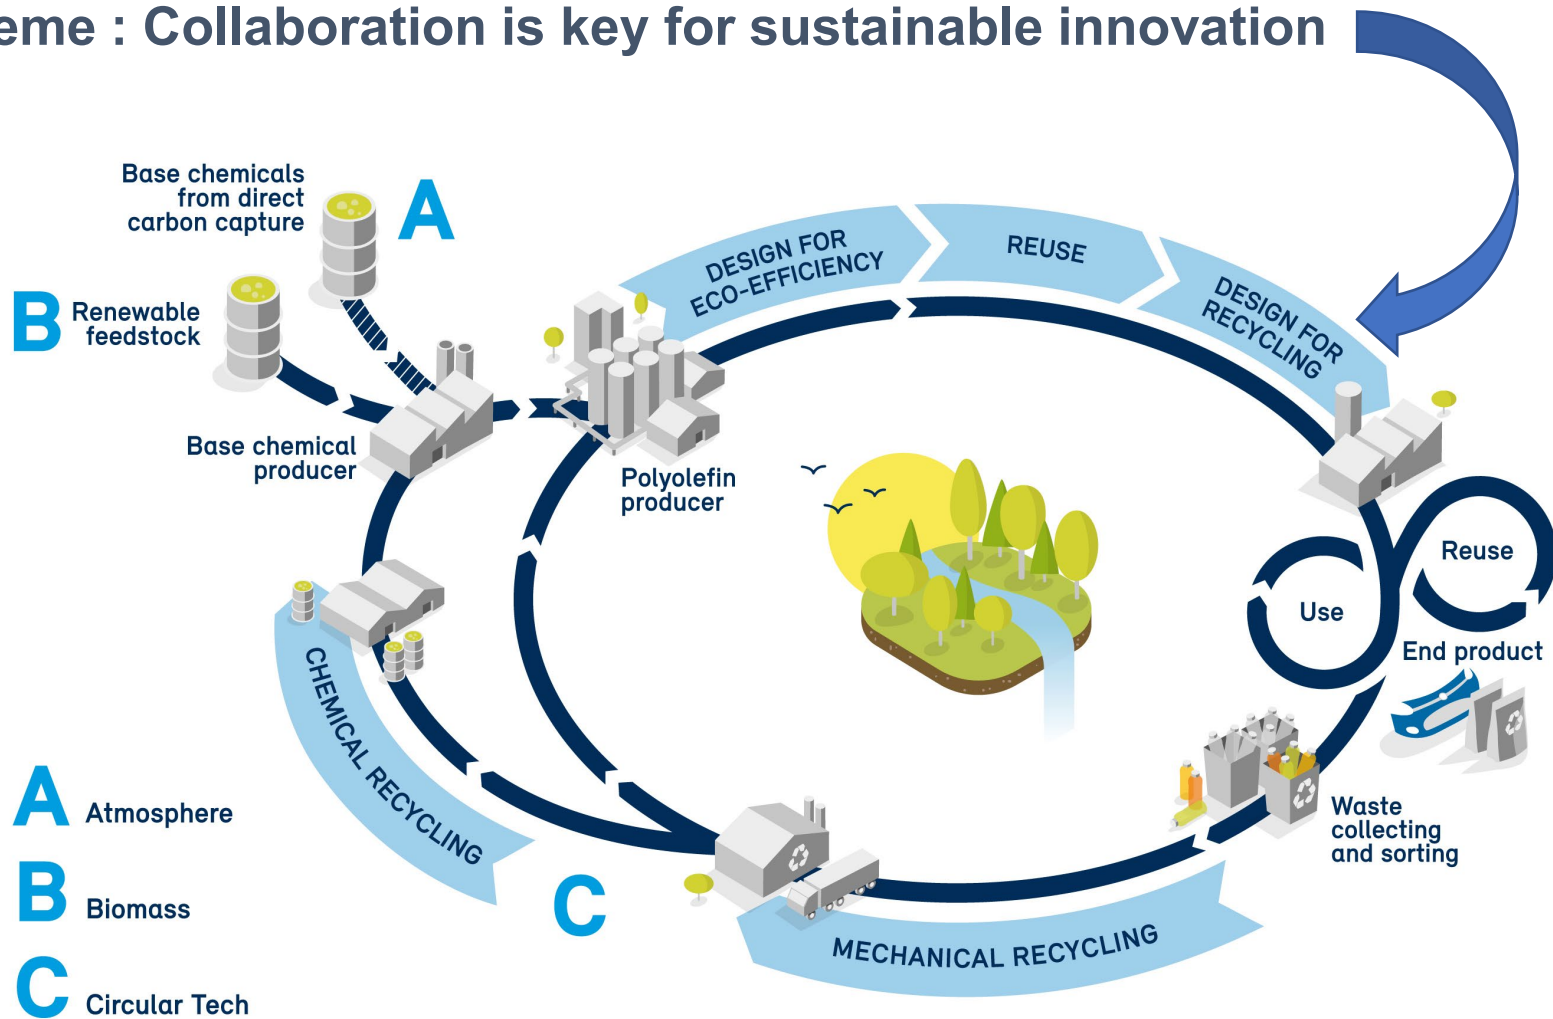 eme : Collaboration is key for sustainable innovation
Base chemicals
from direct
carbon capture
A
B
Renewable
feedstock
Base chemical
producer
Polyolefin
producer
DESIGN FOR
ECO-EFFICIENCY
REUSE
DESIGN FOR
RECYCLING
Reuse
Use
End product
Waste
collecting
and sorting
MECHANICAL RECYCLING
C
CHEMICAL RECYCLING
A Atmosphere
B Biomass
C Circular Tech